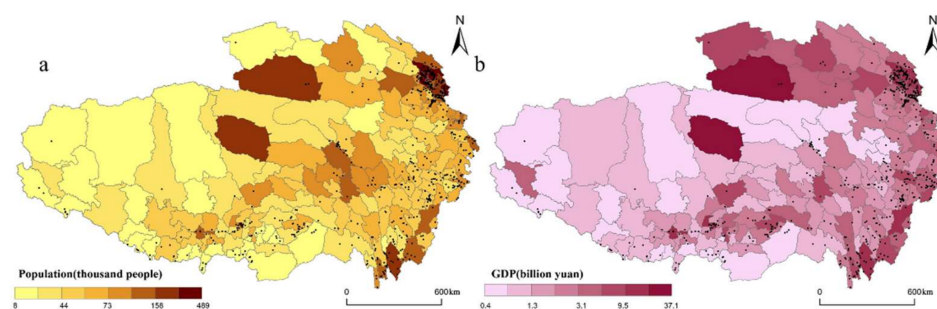 a
N
Population(thousand people)
8 44 73 158 489
0 600km
b
N
GDP(billion yuan)
0.4 1.3 3.1 9.5 37.1
0 600km